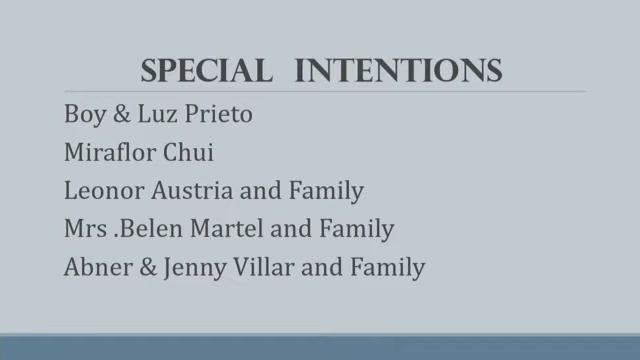 SPECIAL INTENTIONS
Boy & Luz Prieto
Miraflor Chui
Leonor Austria and Family
Mrs .Belen Martel and Family
Abner & Jenny Villar and Family